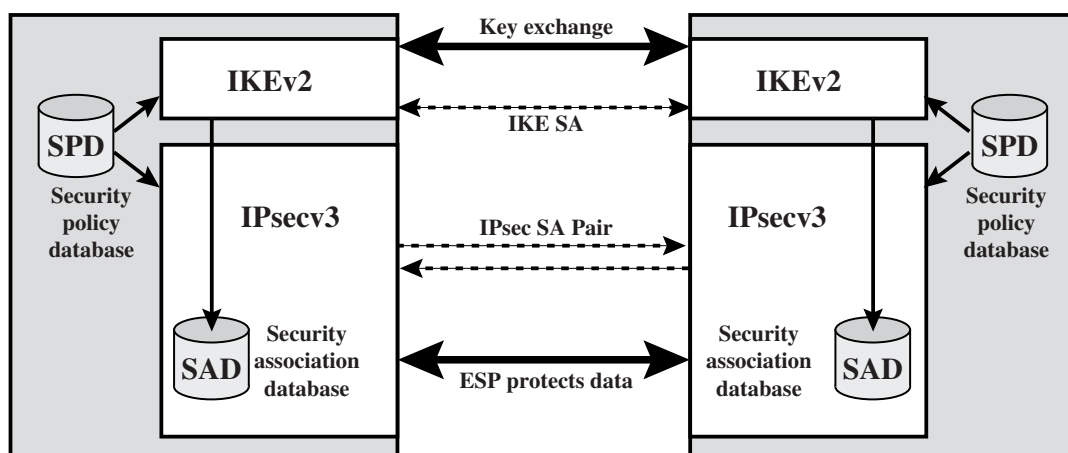 Key exchange
IKEv2
IKEv2
IKE SA
SPD
SPD
Security
policy
database
Security
policy
database
IPsecv3
IPsecv3
IPsec SA Pair
SAD
Security
association
database
Security
association
database
SAD
ESP protects data